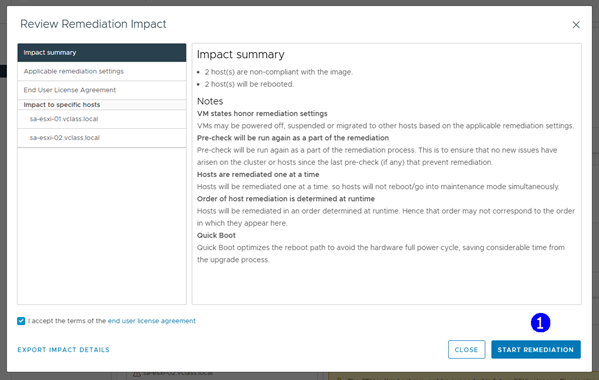 Review Remediation Impact
Impact summary
Applicable remediation settings
End User License Agreement
Impact to specific hosts
sa-esxi-01.vclass.local
sa-esxi-02.vclass.local
Impact summary
2 host(s) are non-compliant with the image.
2 host(s) will be rebooted.
Notes
VM states honor remediation settings
VMs may be powered off, suspended or migrated to other hosts based on the applicable remediation settings.
Pre-check will be run again as a part of the remediation
Pre-check will be run again as a part of the remediation process. This is to ensure that no new issues have
arisen on the cluster or hosts since the last pre-check (if any) that prevent remediation.
Hosts are remediated one at a time
Hosts will be remediated one at a time. so hosts will not reboot/go into maintenance mode simultaneously.
Order of host remediation is determined at runtime
Hosts will be remediated in an order determined at runtime. Hence that order may not correspond to the order
in which they appear here.
Quick Boot
Quick Boot optimizes the reboot path to avoid the hardware full power cycle, saving considerable time from
the upgrade process.
I accept the terms of the end user license agreement
1
EXPORT IMPACT DETAILS
CLOSE
START REMEDIATION
sa-esxi-02.vclass.local